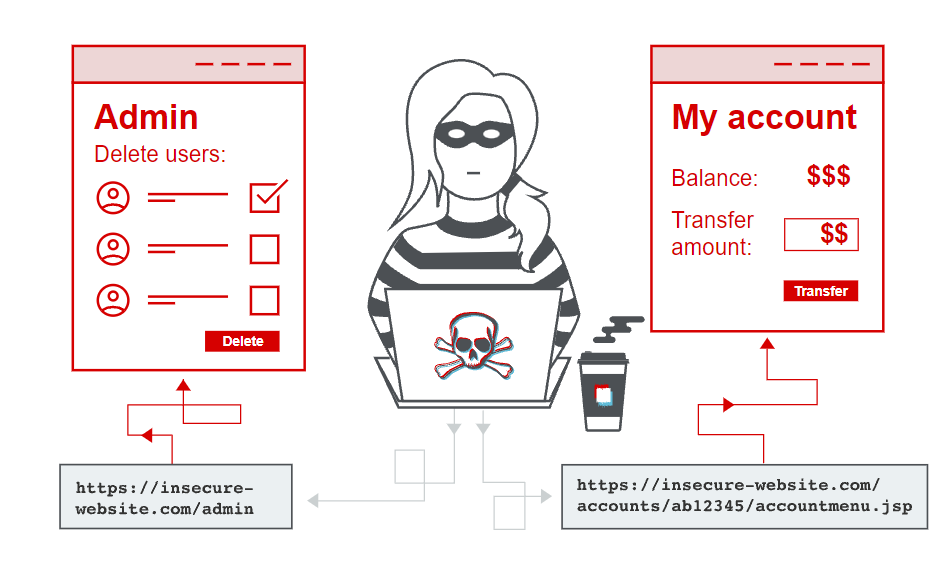 Admin
Delete users:
Delete
My account
Balance: $$$
Transfer
amount: $$
Transfer
https://insecure-
website.com/admin
https://insecure-website.com/
accounts/ab12345/accountmenu.jsp